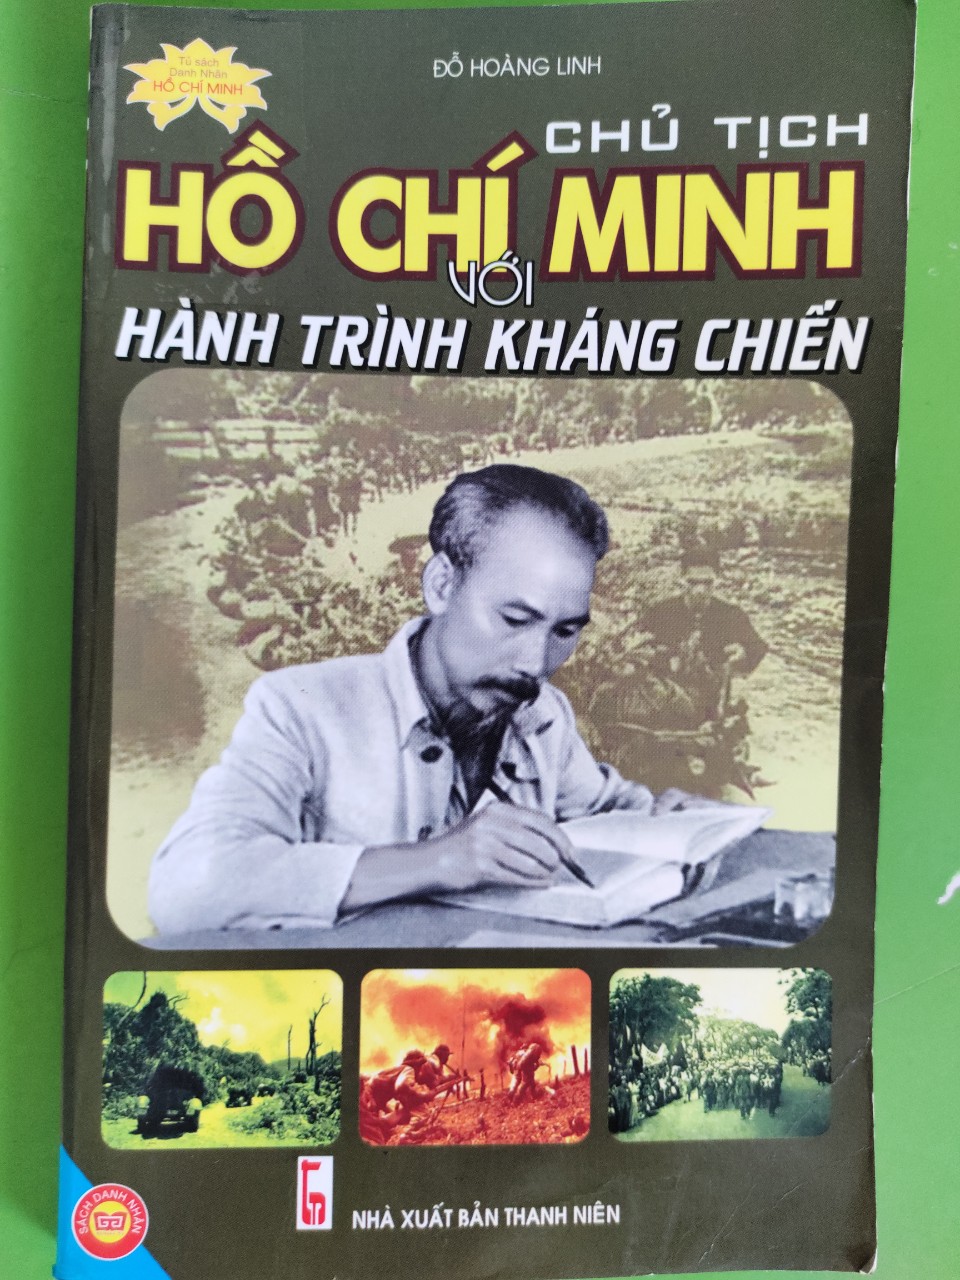 Tủ sách
Danh Nhân
HỒ CHÍ MINH
ĐỖ HOÀNG LINH
CHỦ TỊCH
HỒ CHÍ MINH
VỚI
HÀNH TRÌNH KHÁNG CHIẾN
SÁCH DANH NHÂN
NHÀ XUẤT BẢN THANH NIÊN